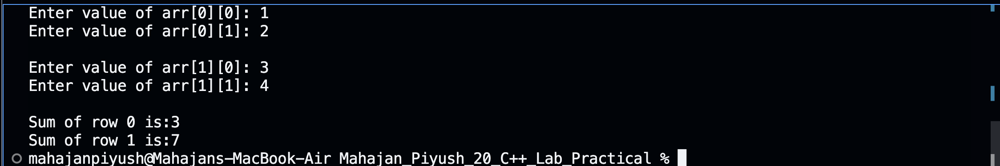 Enter value of arr[0][0]: 1
Enter value of arr[0][1]: 2
Enter value of arr[1][0]: 3
Enter value of arr[1][1]: 4
Sum of row 0 is:3
Sum of row 1 is:7
mahajanpiyush@Mahajans-MacBook-Air Mahajan_Piyush_20_C++_Lab_Practical %